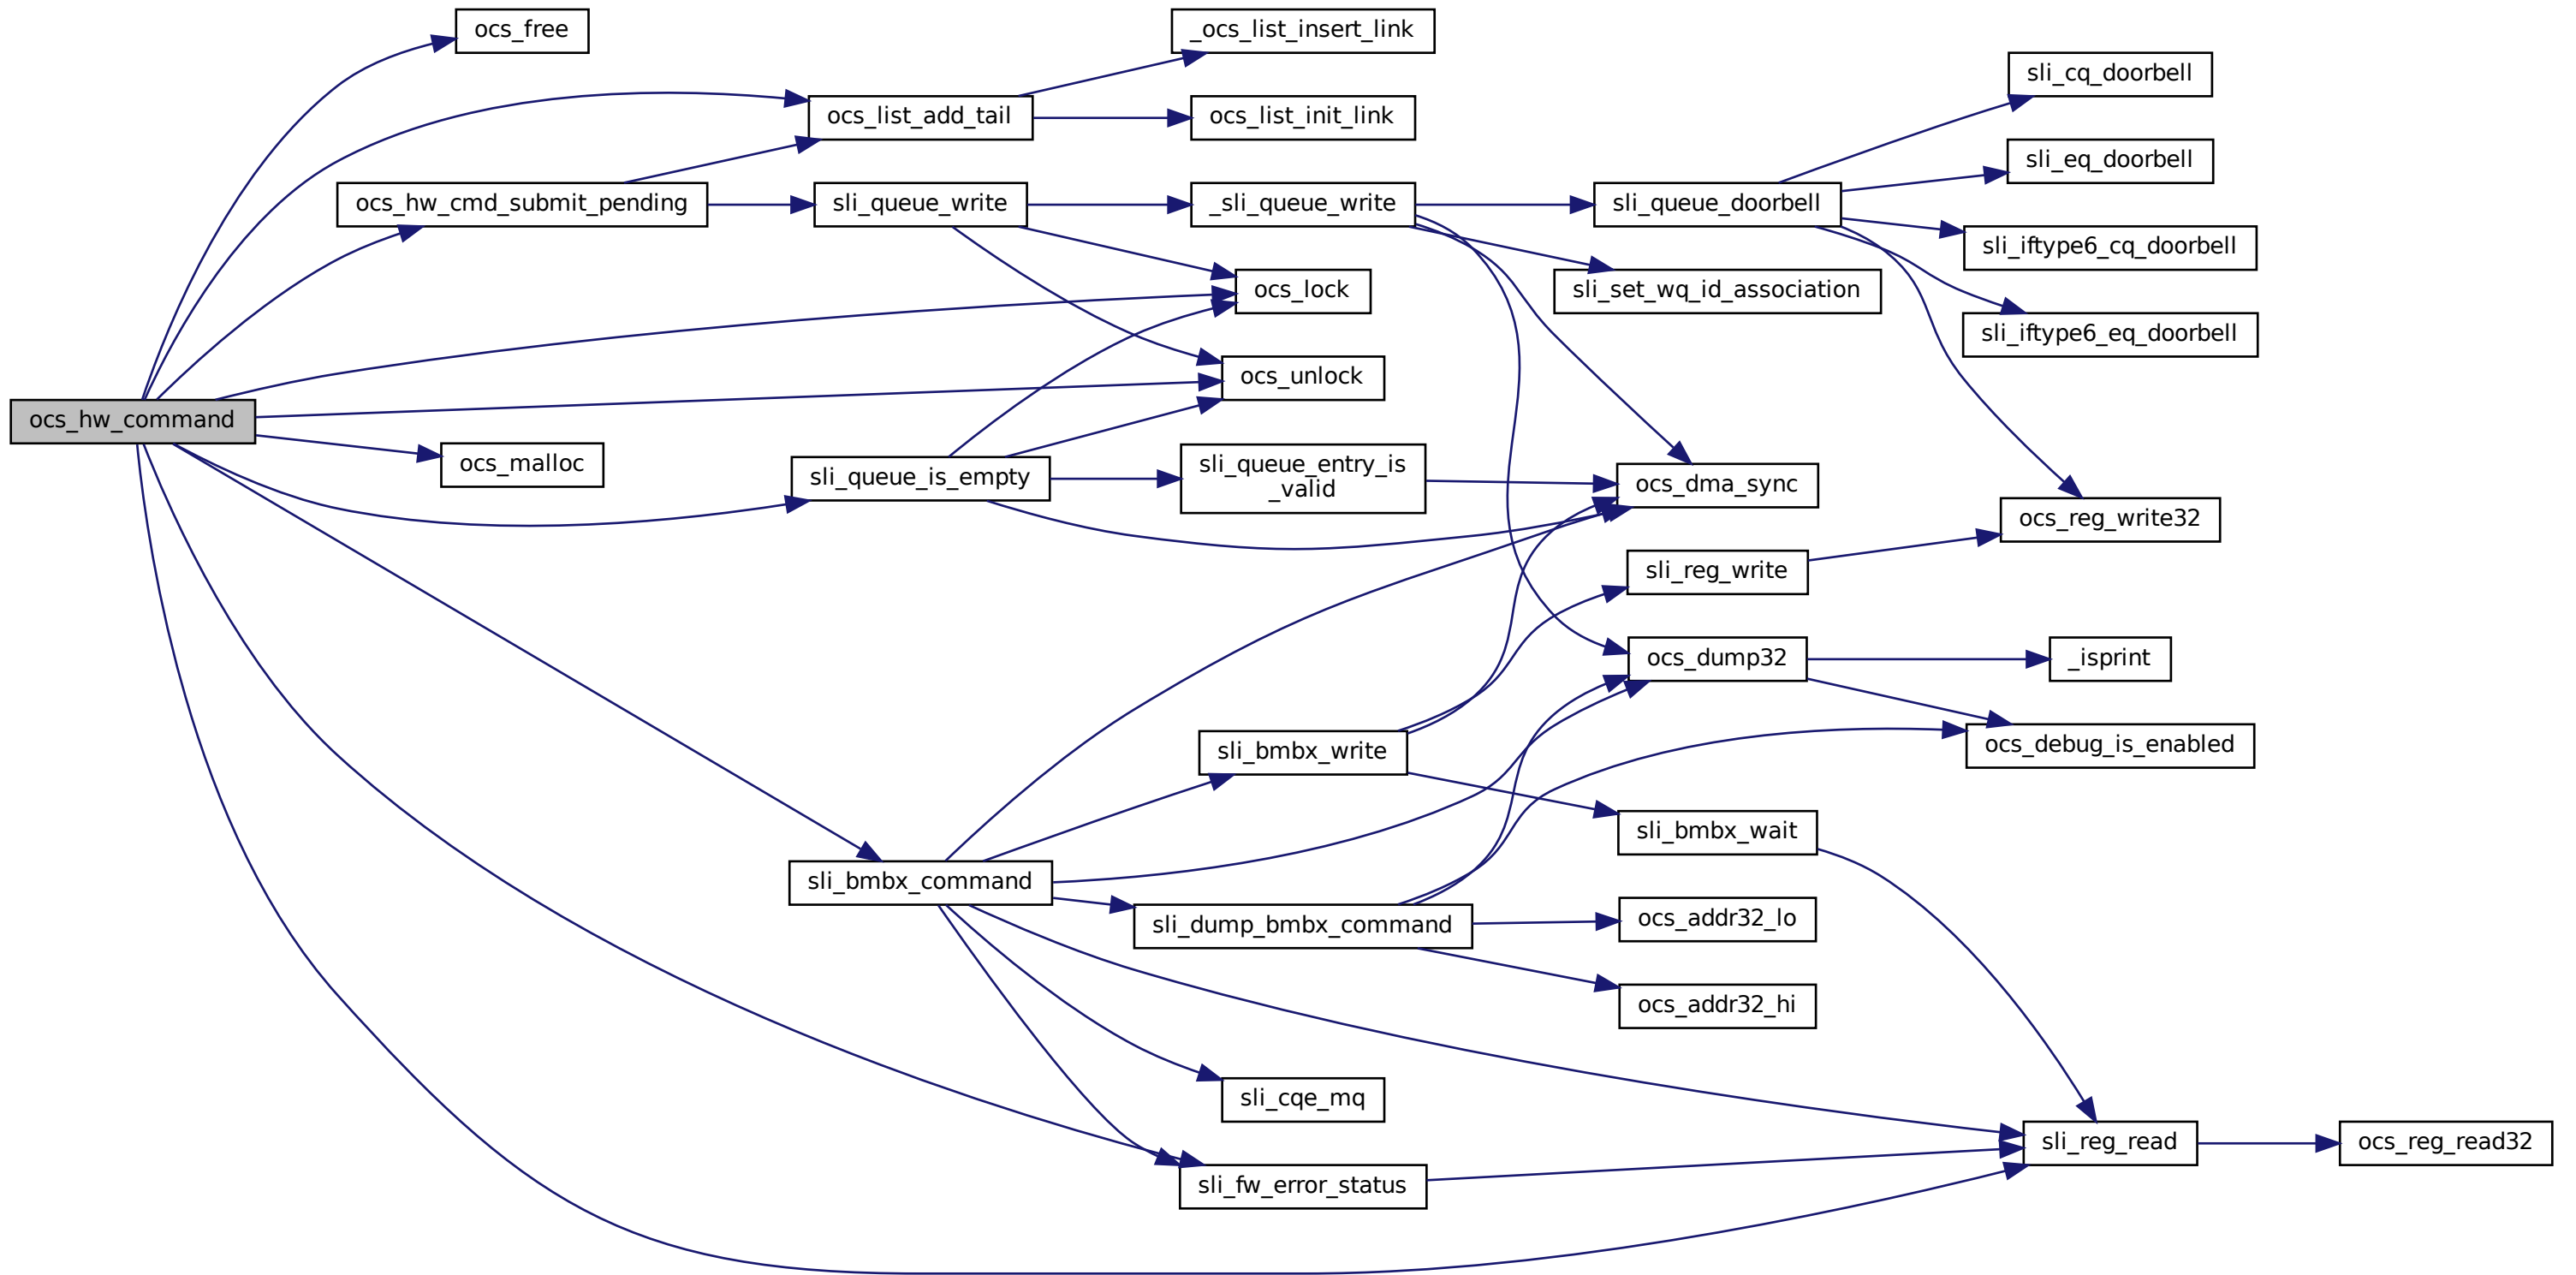 ocs_free
_ocs_list_insert_link
sli_cq_doorbell
ocs_list_add_tail
ocs_list_init_link
sli_eq_doorbell
ocs_hw_cmd_submit_pending
sli_queue_write
_sli_queue_write
sli_queue_doorbell
sli_iftype6_cq_doorbell
ocs_lock
sli_set_wq_id_association
sli_iftype6_eq_doorbell
ocs_unlock
ocs_hw_command
ocs_malloc
sli_queue_is_empty
sli_queue_entry_is
_valid
ocs_dma_sync
ocs_reg_write32
sli_reg_write
ocs_dump32
_isprint
sli_bmbx_write
ocs_debug_is_enabled
sli_bmbx_wait
sli_bmbx_command
sli_dump_bmbx_command
ocs_addr32_lo
ocs_addr32_hi
sli_cqe_mq
sli_reg_read
ocs_reg_read32
sli_fw_error_status